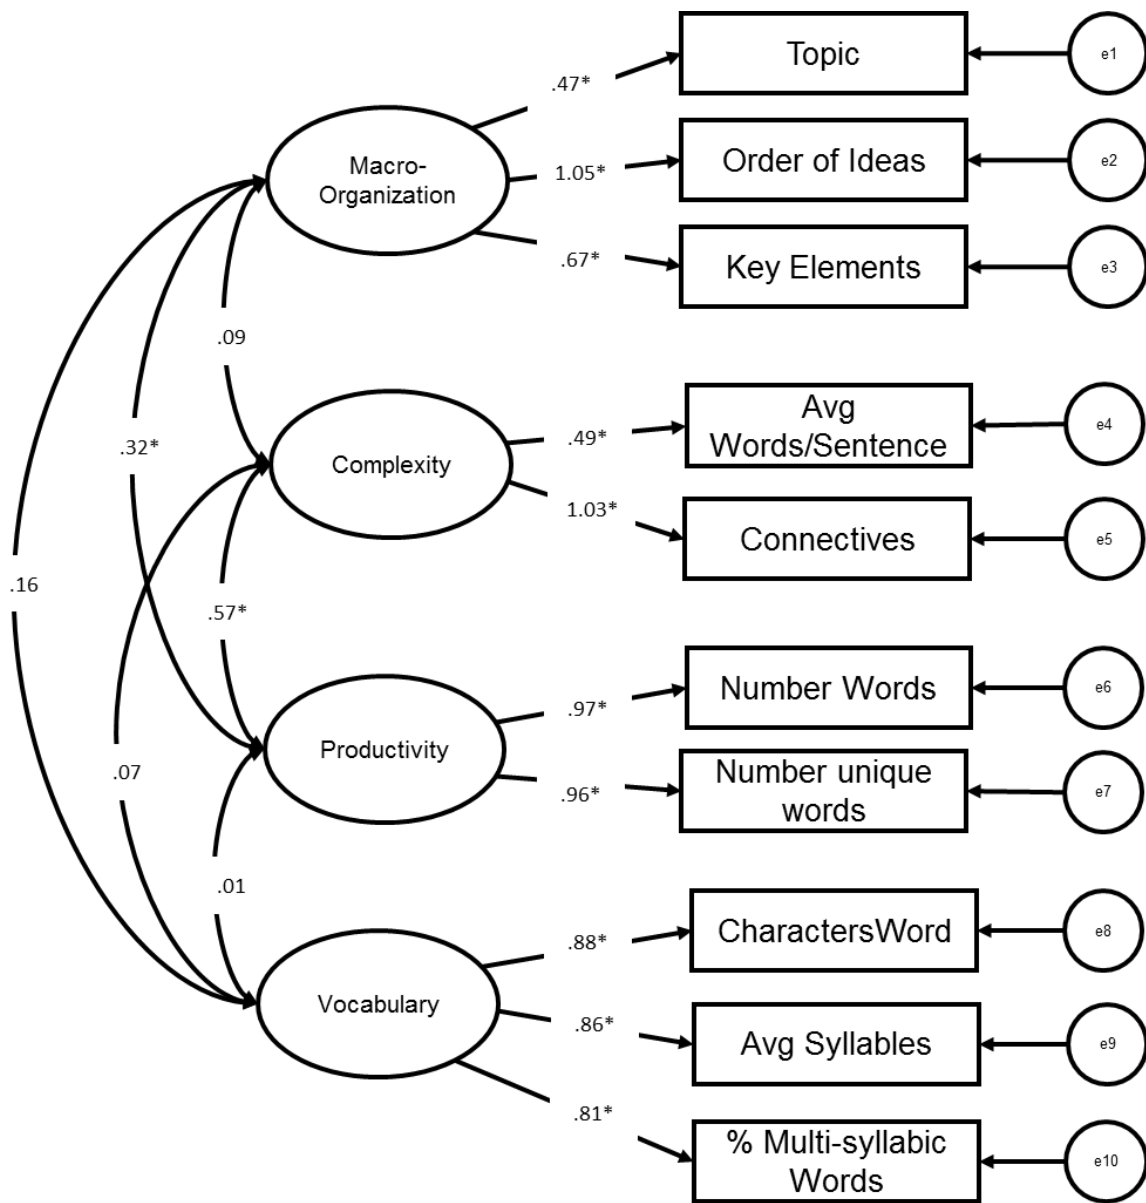 Topic
e1
.47*
Macro-
Organization
1.05*
Order of Ideas
e2
.67*
Key Elements
e3
.09
.32*
Complexity
.49*
Avg
Words/Sentence
e4
1.03*
Connectives
e5
.16
.57*
Productivity
.97*
Number Words
e6
.96*
Number unique
words
e7
.07
.01
Vocabulary
.88*
CharactersWord
e8
.86*
Avg Syllables
e9
.81*
% Multi-syllabic
Words
e10